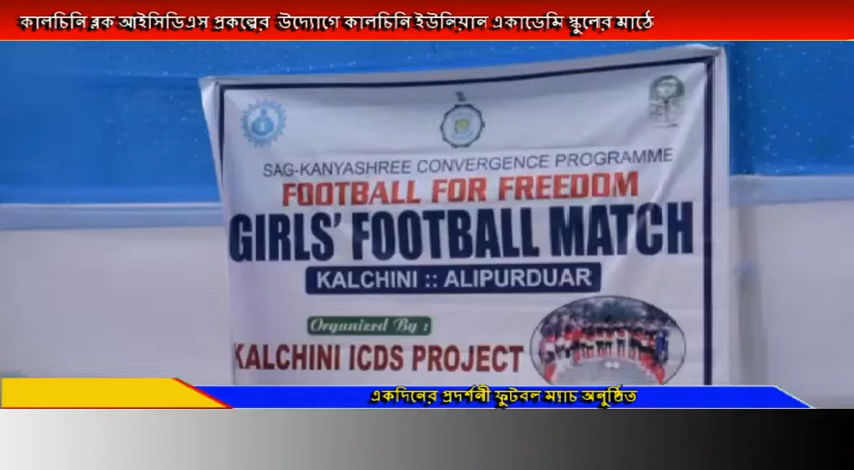 কালচিনি ব্লক আইসিডিএস প্রকল্পের উদ্যোগে কালচিনি ইউনিয়ান একাডেমি স্কুলের মাঠে
SAG-KANYASHREE CONVERGENCE PROGRAMME
FOOTBALL FOR FREEDOM
GIRLS' FOOTBALL MATCH
KALCHINI :: ALIPURDUAR
Organized By :
KALCHINI ICDS PROJECT
একদিনের প্রদর্শনী ফুটবল ম্যাচ অনুষ্ঠিত